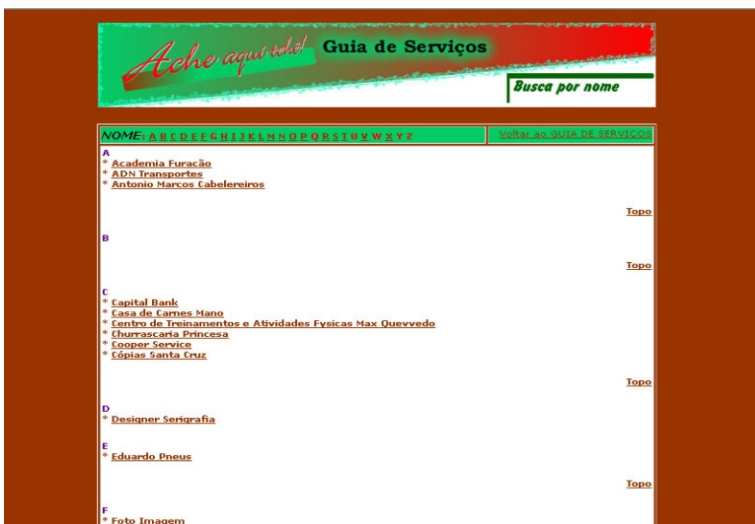 Ache aqui tchê! Guia de Serviços
Busca por nome
NOME: A B C D E F G H I J K L M N O P Q R S T U V W X Y Z
Voltar ao GUIA DE SERVIÇOS
A
* Academia Furacão
* ADN Transportes
* Antonio Marcos Cabelereiros
Topo
B
Topo
C
* Capital Bank
* Casa de Carnes Mano
* Centro de Treinamentos e Atividades Fysicas Max Quevvedo
* Churrascaria Princesa
* Cooper Service
* Cópias Santa Cruz
Topo
D
* Designer Serigrafia
E
* Eduardo Pneus
Topo
F
* Foto Imagem